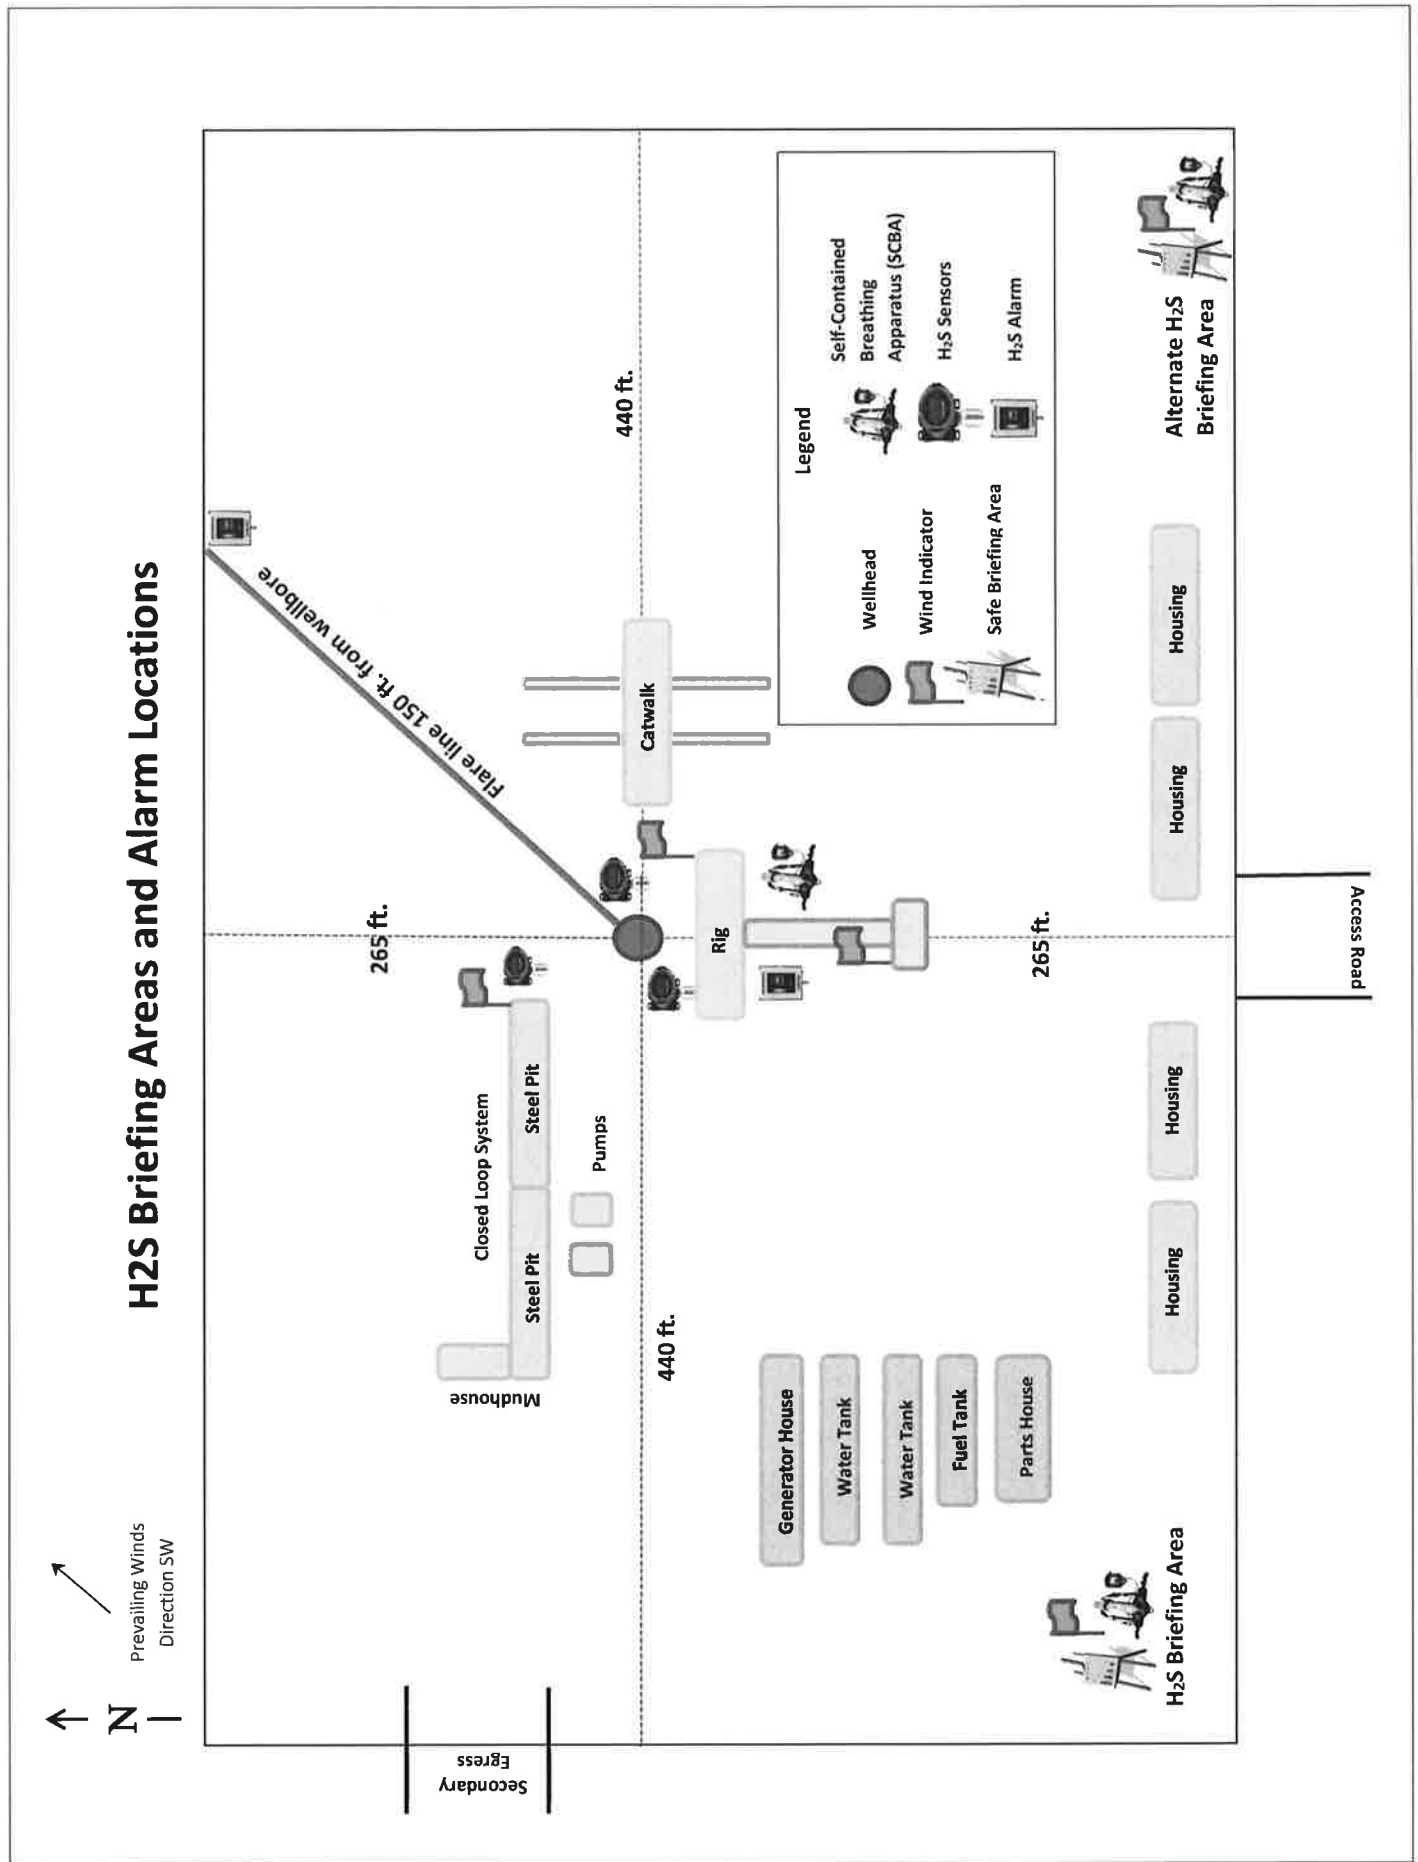 H2S Briefing Areas and Alarm Locations
N
Prevailing Winds
Direction SW
Secondary
Egress
Mudhouse
Closed Loop System
Steel Pit
Steel Pit
Pumps
265 ft.
Flare line 150 ft. from wellbore
440 ft.
440 ft.
Catwalk
Rig
265 ft.
Generator House
Water Tank
Water Tank
Fuel Tank
Parts House
Legend
Wellhead
Wind Indicator
Safe Briefing Area
Self-Contained
Breathing
Apparatus (SCBA)
H₂S Sensors
H₂S Alarm
H₂S Briefing Area
Housing
Housing
Housing
Housing
Alternate H₂S
Briefing Area
Access Road